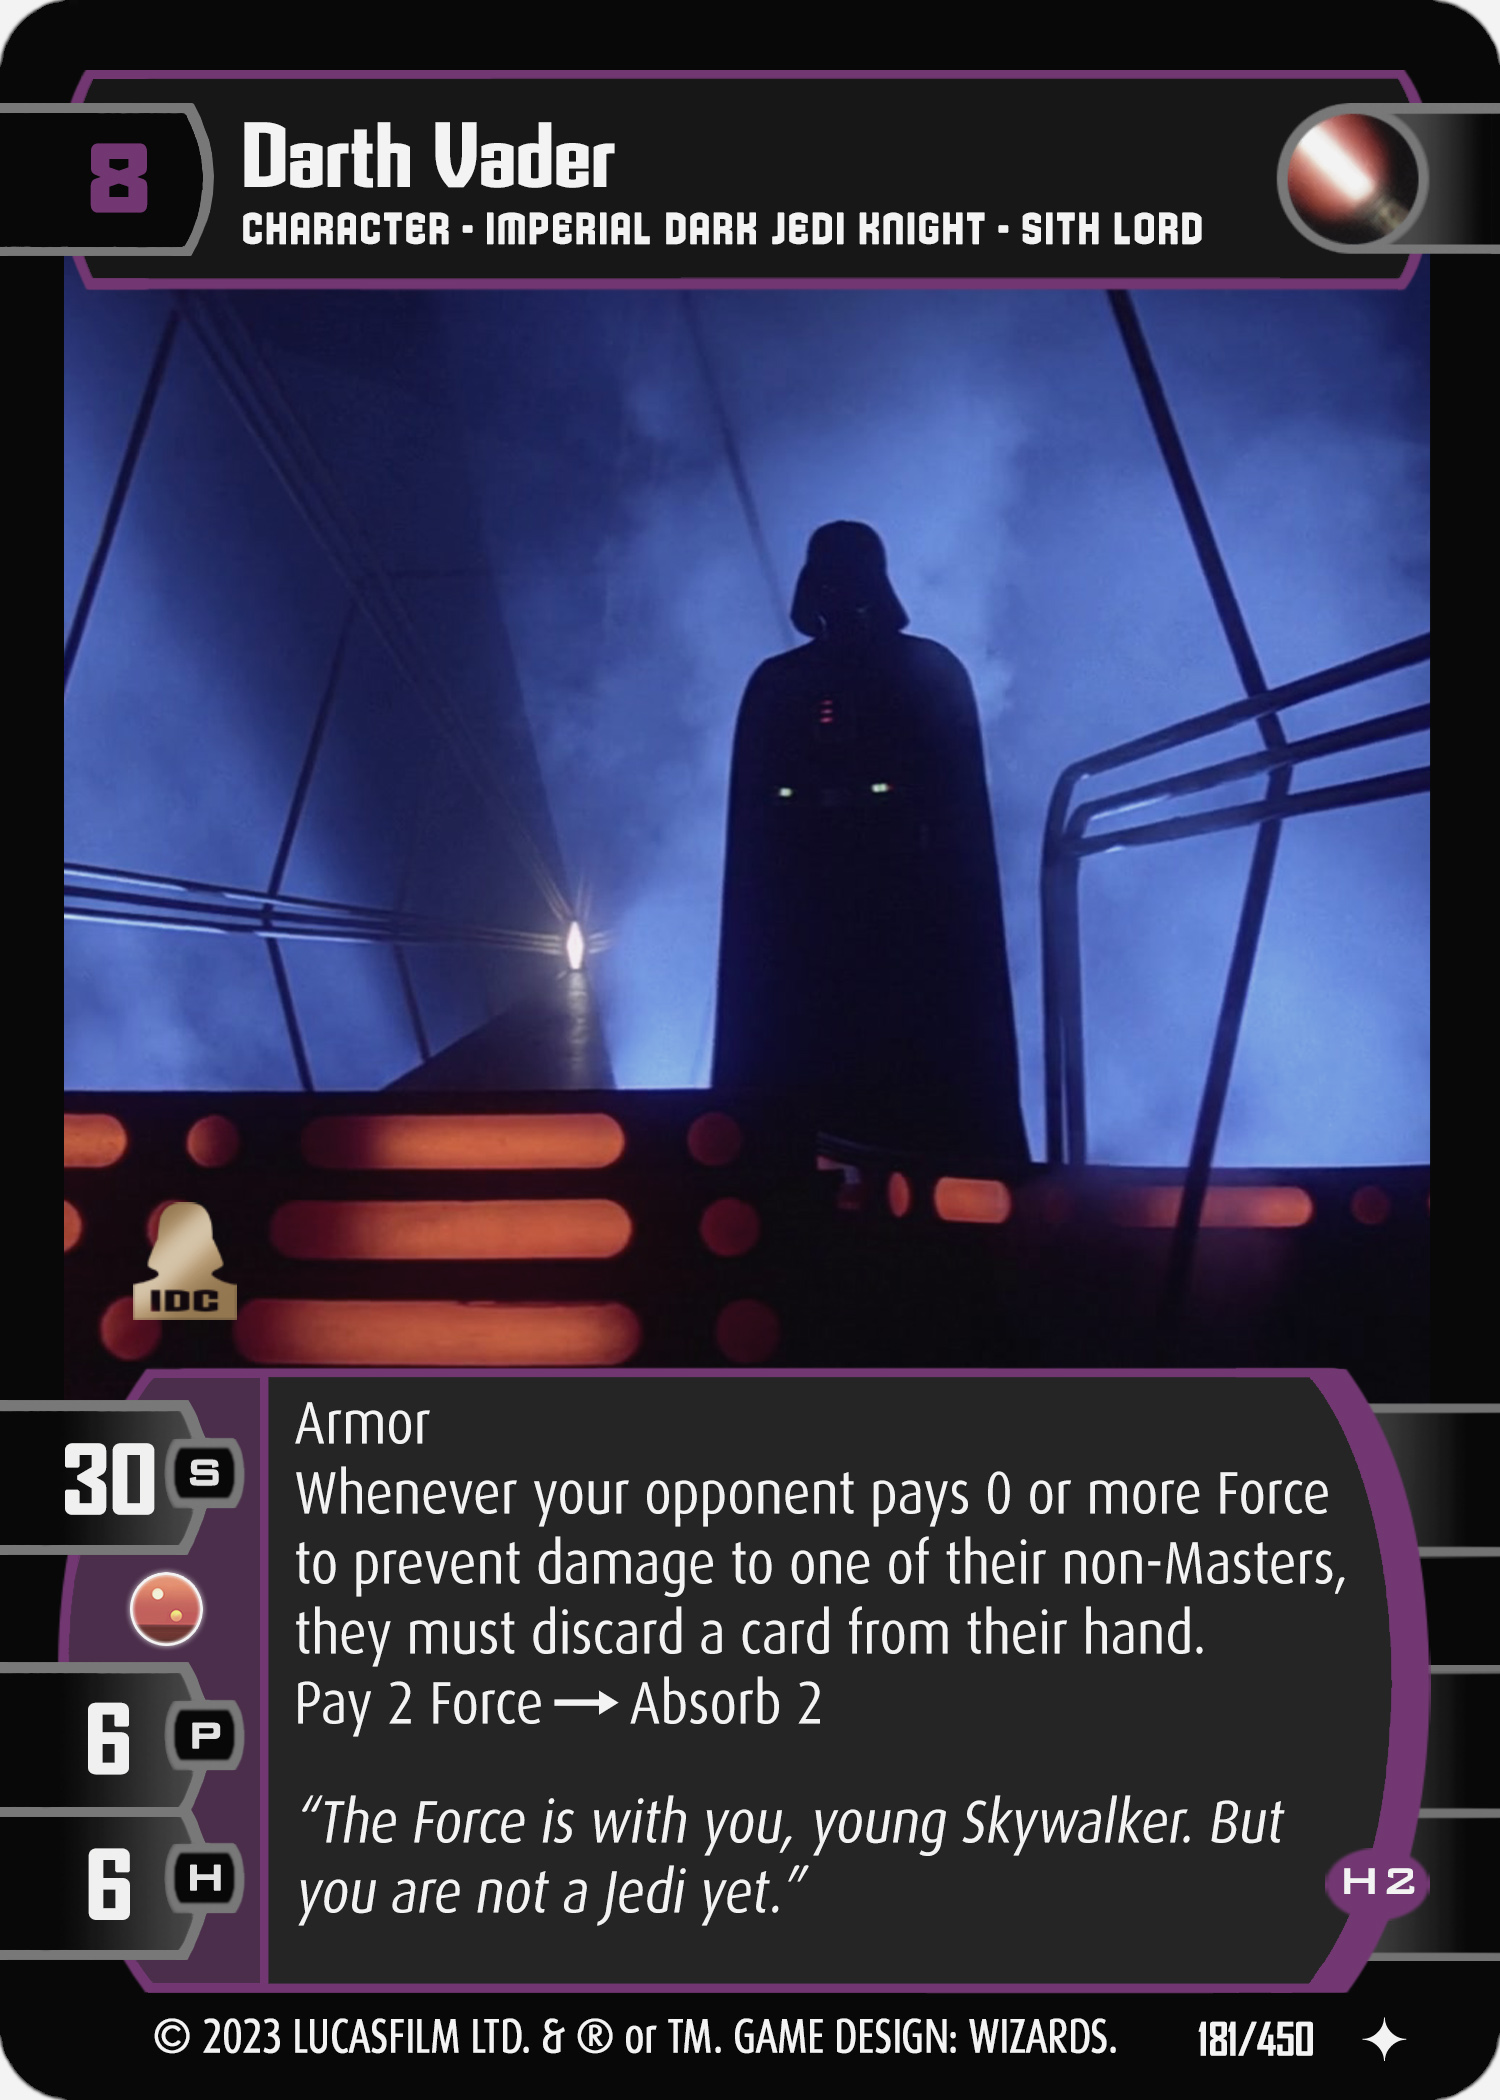 8
Darth Vader
CHARACTER - IMPERIAL DARK JEDI KNIGHT - SITH LORD
IDC
30 S
6 P
6 H
Armor
Whenever your opponent pays 0 or more Force
to prevent damage to one of their non-Masters,
they must discard a card from their hand.
Pay 2 Force → Absorb 2
“The Force is with you, young Skywalker. But
you are not a Jedi yet.”
H2
© 2023 LUCASFILM LTD. & ® or TM. GAME DESIGN: WIZARDS. 181/450